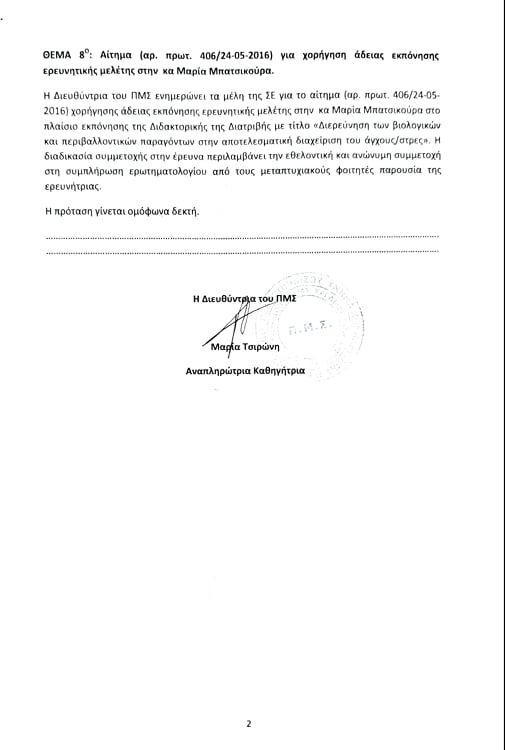 ΘΕΜΑ 8ο: Αίτημα (αρ. πρωτ. 406/24-05-2016) για χορήγηση άδειας εκπόνησης
ερευνητικής μελέτης στην κα Μαρία Μπατσικούρα.
Η Διευθύντρια του ΠΜΣ ενημερώνει τα μέλη της ΣΕ για το αίτημα (αρ. πρωτ. 406/24-05-
2016) χορήγησης άδειας εκπόνησης ερευνητικής μελέτης στην κα Μαρία Μπατσικούρα στο
πλαίσιο εκπόνησης της Διδακτορικής της Διατριβής με τίτλο «Διερεύνηση των βιολογικών
και περιβαλλοντικών παραγόντων στην αποτελεσματική διαχείριση του άγχους/στρες». Η
διαδικασία συμμετοχής στην έρευνα περιλαμβάνει την εθελοντική και ανώνυμη συμμετοχή
στη συμπλήρωση ερωτηματολογίου από τους μεταπτυχιακούς φοιτητές παρουσία της
ερευνήτριας.
Η πρόταση γίνεται ομόφωνα δεκτή.
Η Διευθύντρια του ΠΜΣ
Π.Μ.Σ.
Μαρία Τσιρώνη
Αναπληρώτρια Καθηγήτρια
2